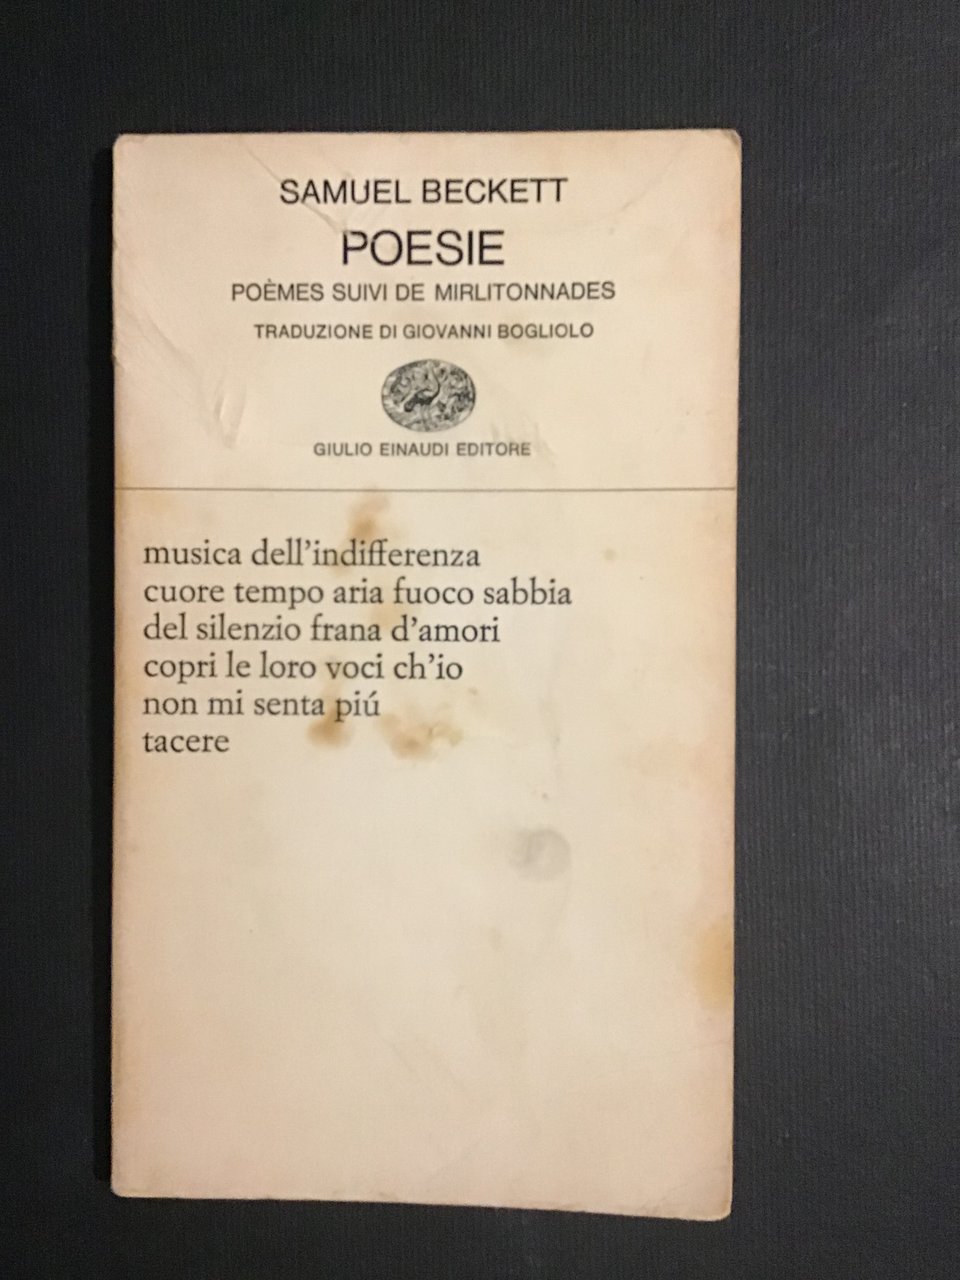 SAMUEL BECKETT
POESIE
POÈMES SUIVI DE MIRLITONNADES
TRADUZIONE DI GIOVANNI BOGLIOLO
GIULIO EINAUDI EDITORE
musica dell'indifferenza
cuore tempo aria fuoco sabbia
del silenzio frana d'amori
copri le loro voci ch'io
non mi senta piú
tacere